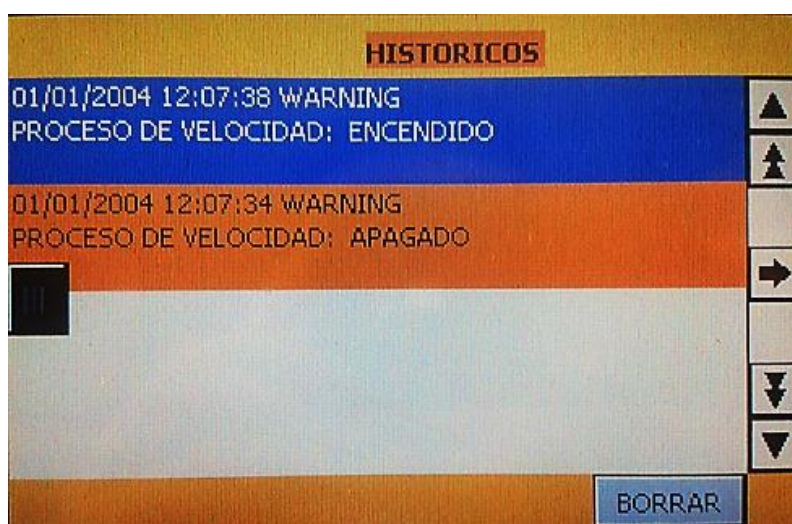 HISTORICOS
01/01/2004 12:07:38 WARNING
PROCESO DE VELOCIDAD: ENCENDIDO
01/01/2004 12:07:34 WARNING
PROCESO DE VELOCIDAD: APAGADO
BORRAR